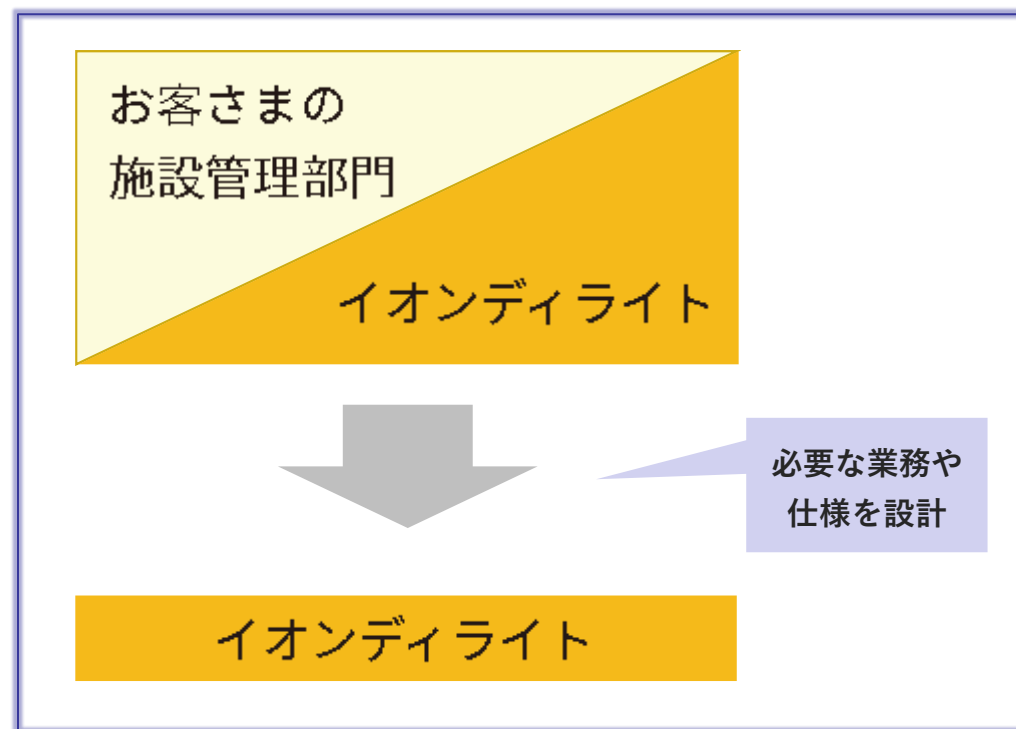 お客さまの
施設管理部門
イオンディライト
必要な業務や
仕様を設計
イオンディライト